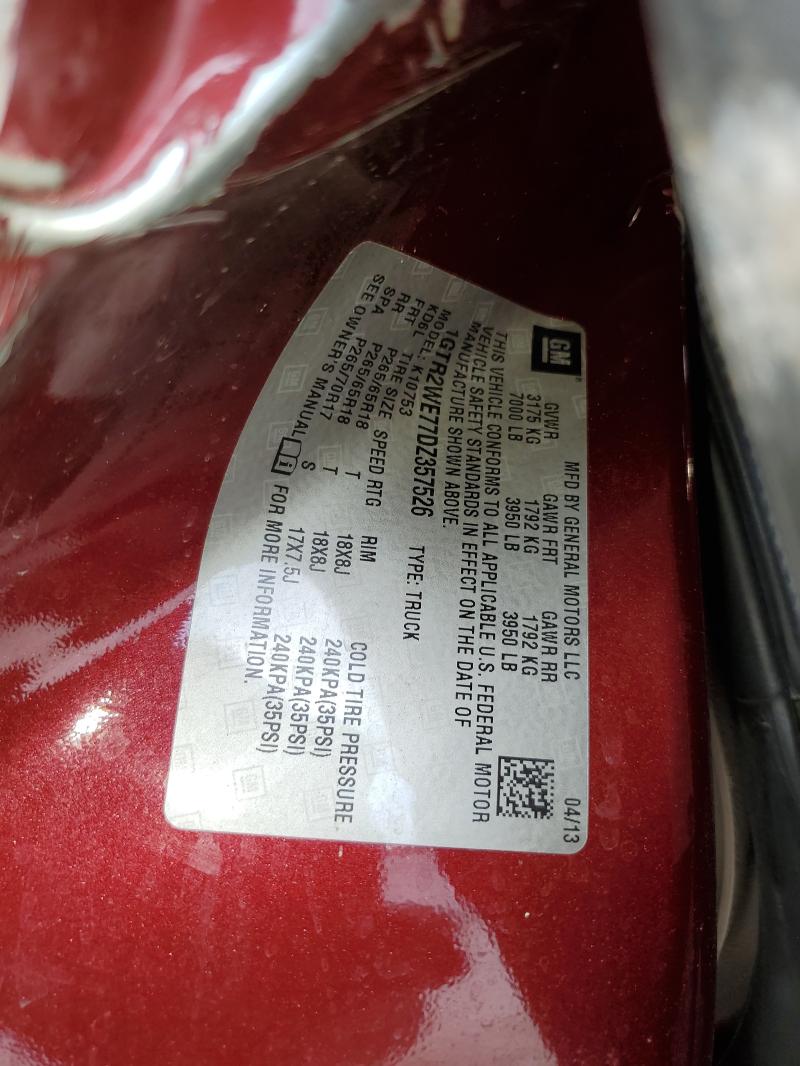 GM
MFD BY GENERAL MOTORS LLC 04/13
GVWR GAWR FRT GAWR RR
3175 KG 1792 KG 1792 KG
7000 LB 3950 LB 3950 LB
THIS VEHICLE CONFORMS TO ALL APPLICABLE U.S. FEDERAL MOTOR
VEHICLE SAFETY STANDARDS IN EFFECT ON THE DATE OF
MANUFACTURE SHOWN ABOVE.
1GTR2WE77DZ357526 TYPE: TRUCK
MODEL: K10753
KD6L TIRE SIZE SPEED RTG RIM COLD TIRE PRESSURE
FRT P265/65R18 T 18X8J 240KPA(35PSI)
RR P265/65R18 T 18X8J 240KPA(35PSI)
SPA P265/70R17 S 17X7.5J 240KPA(35PSI)
SEE OWNER'S MANUAL FOR MORE INFORMATION.